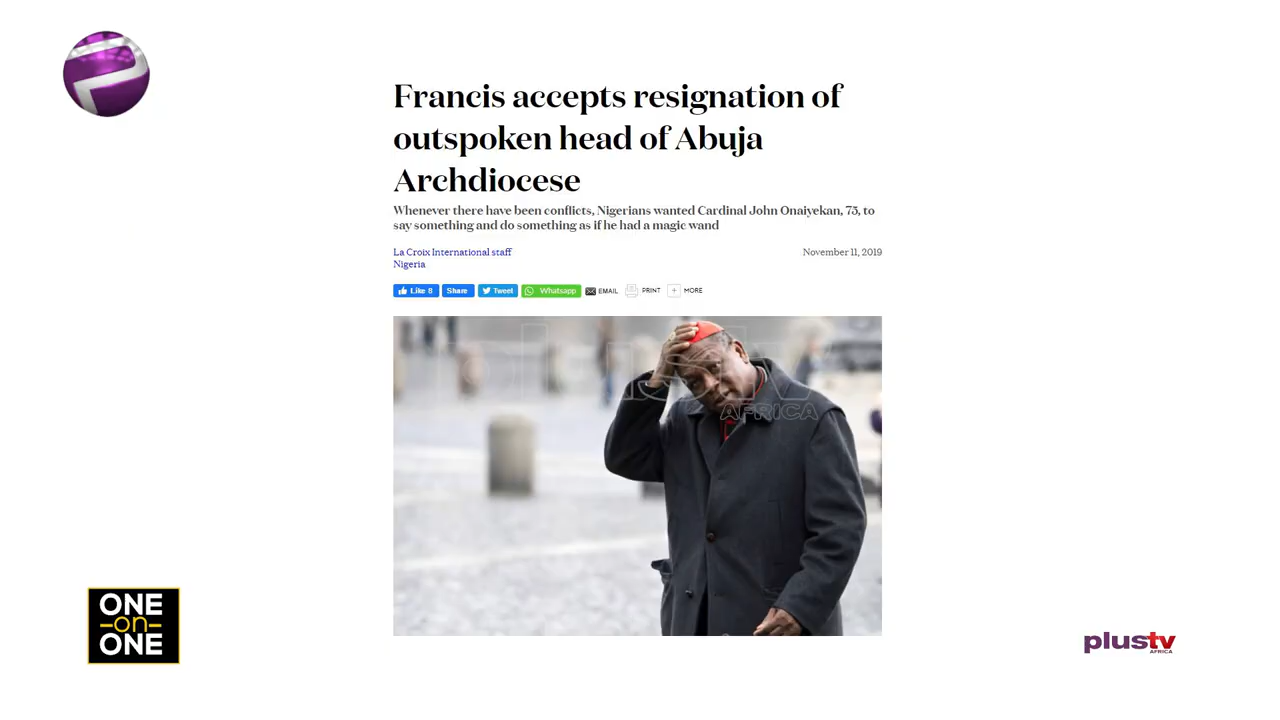 Francis accepts resignation of
outspoken head of Abuja
Archdiocese
Whenever there have been conflicts, Nigerians wanted Cardinal John Onaiyekan, 75, to
say something and do something as if he had a magic wand
La Croix International staff
November 11, 2019
Nigeria
Like 8 Share Tweet Whatsapp EMAIL PRINT + MORE
plustv
AFRICA
ONE
on
ONE
plustv
AFRICA